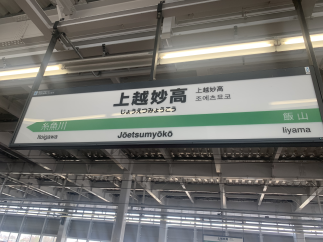 上越妙高
じょうえつみょうこう
Jōetsumyōkō
上越妙高
조에츠묘코
糸魚川
Itoigawa
飯山
Iiyama